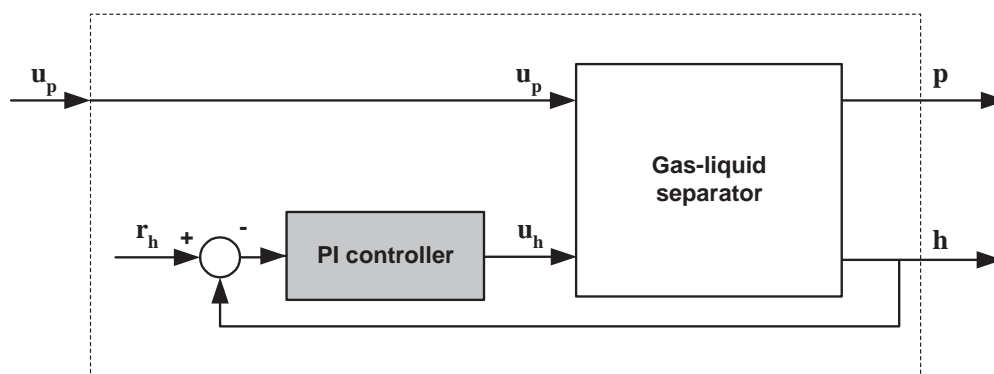 u_p
u_p
p
Gas-liquid
separator
r_h
+
-
PI controller
u_h
h